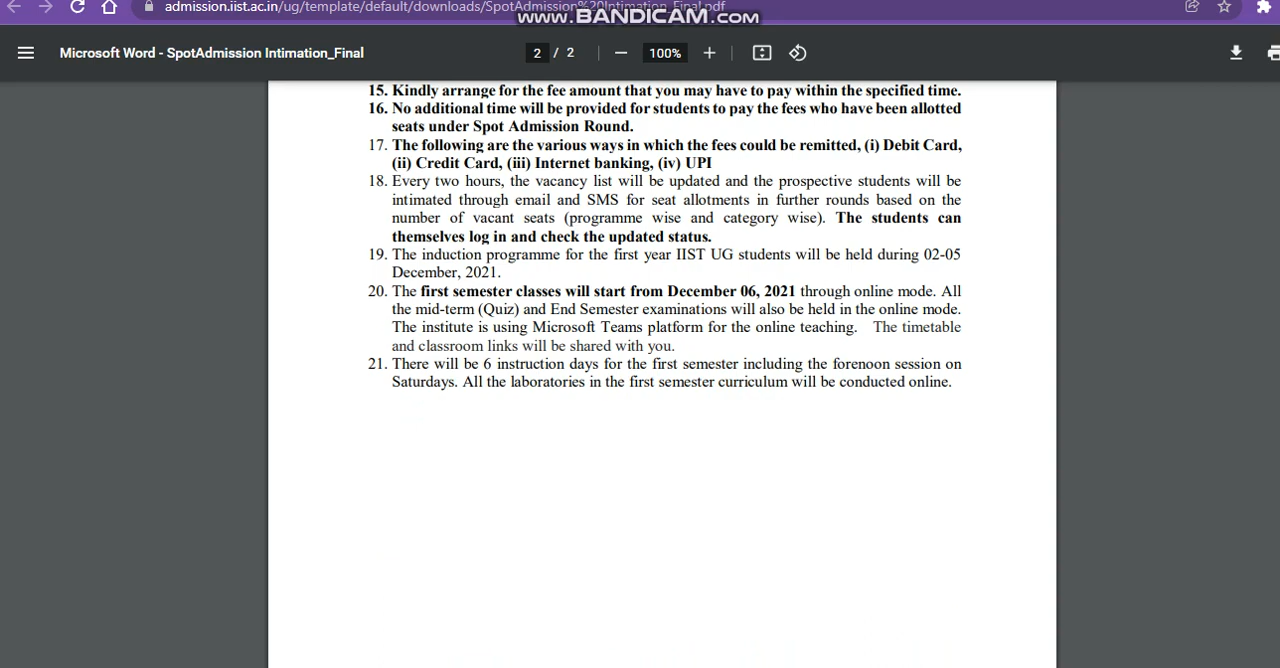 admission.iist.ac.in/ug/template/default/downloads/SpotAdmission%20Intimation_Final.pdf
www.BANDICAM.com
Microsoft Word - SpotAdmission Intimation_Final
2 / 2
100%
15. Kindly arrange for the fee amount that you may have to pay within the specified time.
16. No additional time will be provided for students to pay the fees who have been allotted
seats under Spot Admission Round.
17. The following are the various ways in which the fees could be remitted, (i) Debit Card,
(ii) Credit Card, (iii) Internet banking, (iv) UPI
18. Every two hours, the vacancy list will be updated and the prospective students will be
intimated through email and SMS for seat allotments in further rounds based on the
number of vacant seats (programme wise and category wise). The students can
themselves log in and check the updated status.
19. The induction programme for the first year IIST UG students will be held during 02-05
December, 2021.
20. The first semester classes will start from December 06, 2021 through online mode. All
the mid-term (Quiz) and End Semester examinations will also be held in the online mode.
The institute is using Microsoft Teams platform for the online teaching. The timetable
and classroom links will be shared with you.
21. There will be 6 instruction days for the first semester including the forenoon session on
Saturdays. All the laboratories in the first semester curriculum will be conducted online.